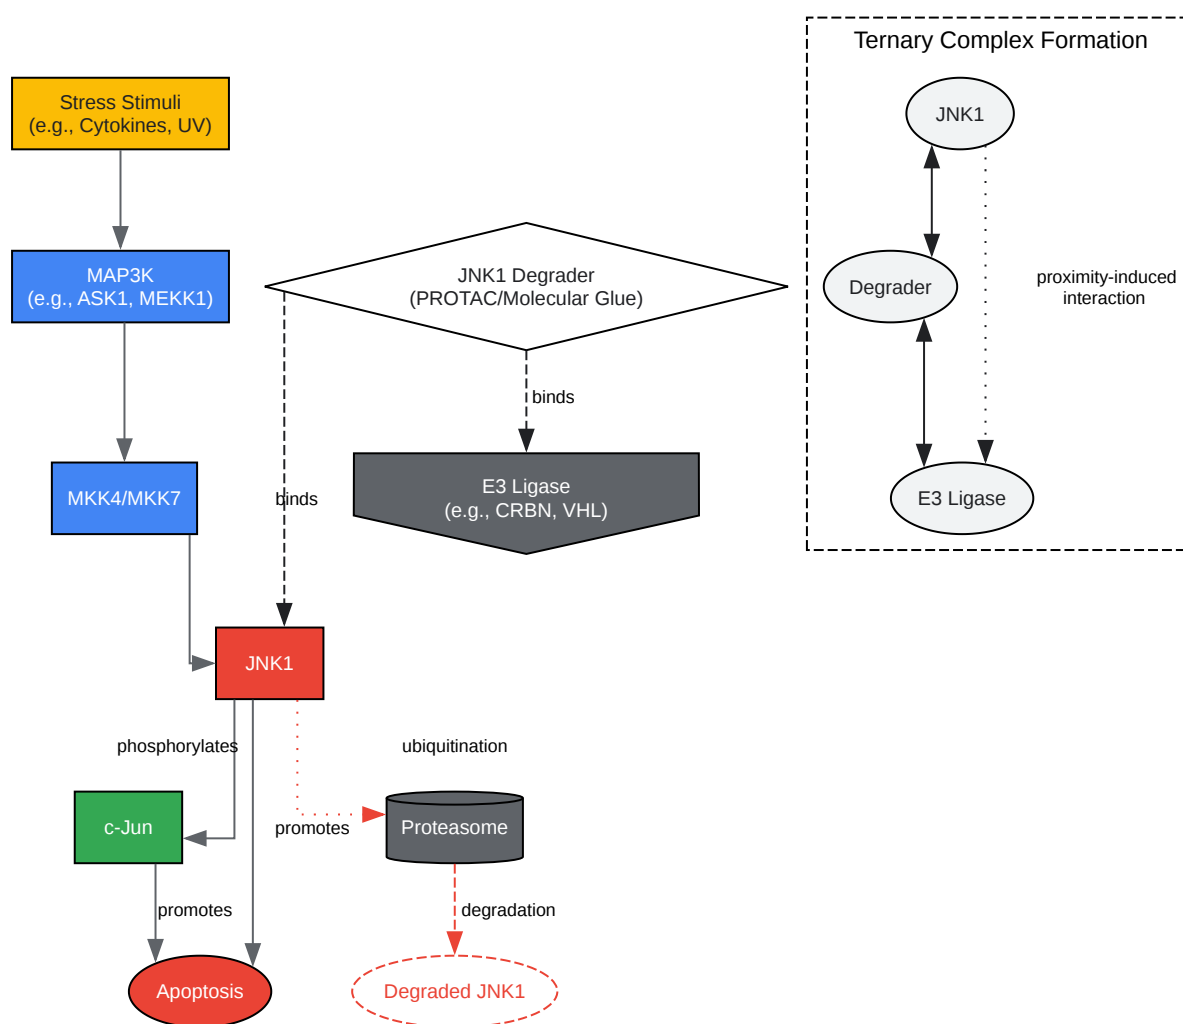 Ternary Complex Formation
Stress Stimuli
(e.g., Cytokines, UV)
JNK1
MAP3K
(e.g., ASK1, MEKK1)
JNK1 Degrader
(PROTAC/Molecular Glue)
Degrader
proximity-induced
interaction
binds
MKK4/MKK7
binds
E3 Ligase
(e.g., CRBN, VHL)
E3 Ligase
JNK1
phosphorylates
ubiquitination
c-Jun
promotes
Proteasome
promotes
degradation
Apoptosis
Degraded JNK1